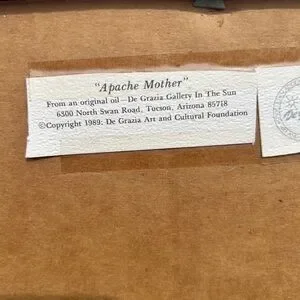 "Apache Mother"
From an original oil—De Grazia Gallery In The Sun
6300 North Swan Road, Tucson, Arizona 85718
©Copyright 1989: De Grazia Art and Cultural Foundation